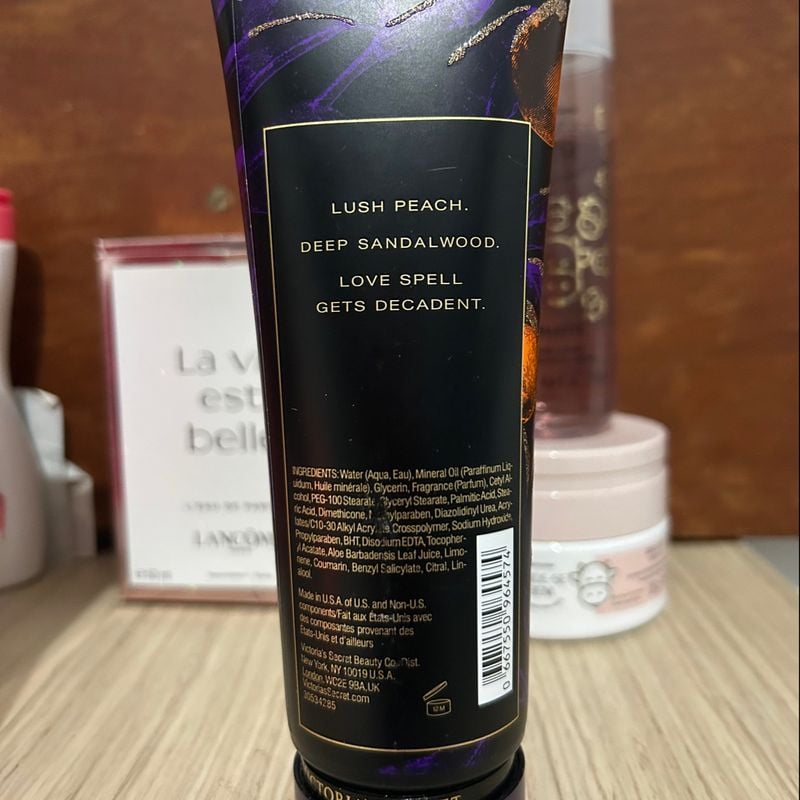 LUSH PEACH.
DEEP SANDALWOOD.
LOVE SPELL
GETS DECADENT.
INGREDIENTS: Water (Aqua, Eau), Mineral Oil (Paraffinum Liq-
uidum, Huile minérale), Glycerin, Fragrance (Parfum), Cetyl Al-
cohol, PEG-100 Stearate, Glyceryl Stearate, Palmitic Acid, Stea-
ric Acid, Dimethicone, Diazolidinyl Urea, Acry-
lates/C10-30 Alkyl Crosspolymer, Sodium Hydroxide,
Propylparaben, BHT, Disodium EDTA, Tocopher-
yl Acetate, Aloe Barbadensis Leaf Juice, Limo-
nene, Coumarin, Benzyl Salicylate, Citral, Lin-
alool.
Made in U.S.A. of U.S. and Non-U.S.
components/Fait aux États-Unis avec
des composantes provenant des
États-Unis et d'ailleurs
Victoria's Secret Beauty Co., Dist.
New York, NY 10019 U.S.A.
London, WC2E 9BA, UK
VictoriasSecret.com
30534285
12M
0 667550 964574
La
est
belle
LANCÔM